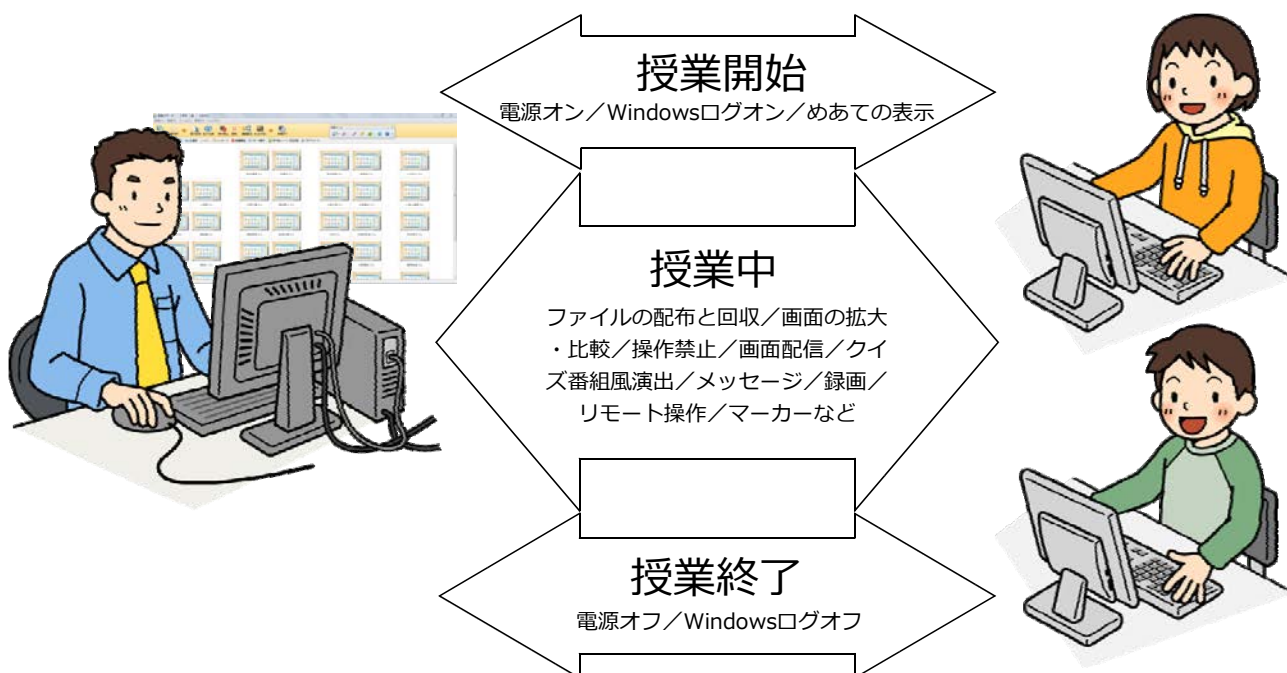 授業開始
電源オン／Windowsログオン／めあての表示
授業中
ファイルの配布と回収／画面の拡大
・比較／操作禁止／画面配信／クイ
ズ番組風演出／メッセージ／録画／
リモート操作／マーカーなど
授業終了
電源オフ／Windowsログオフ